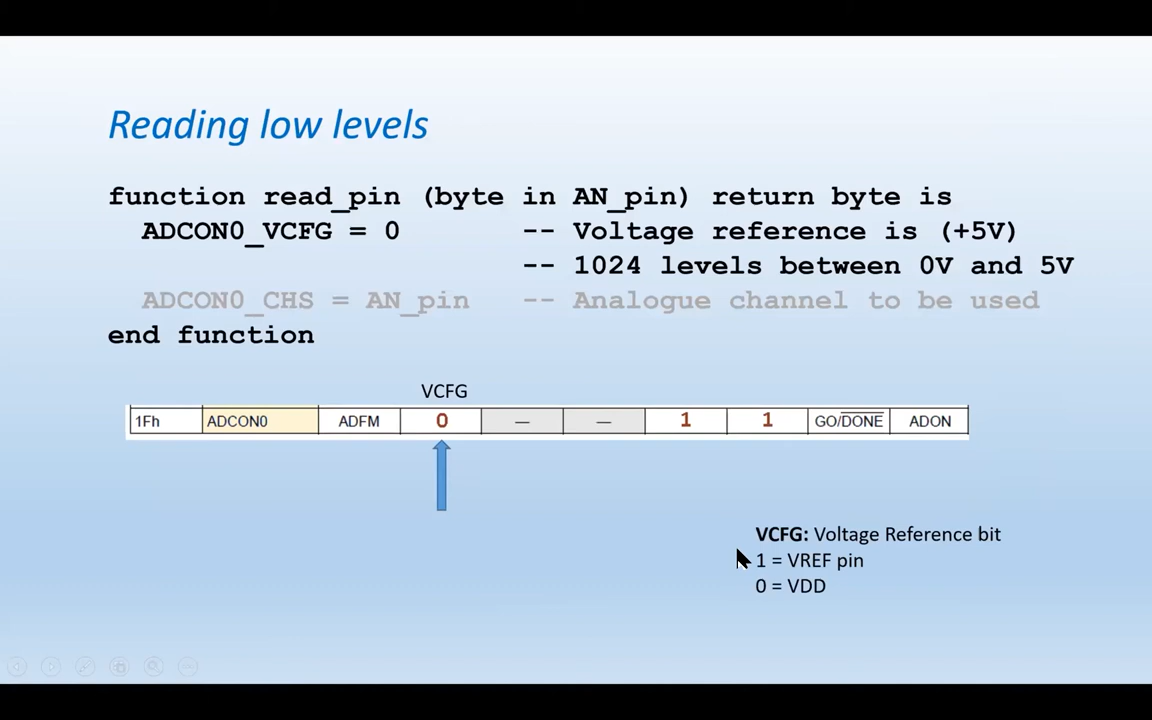 Reading low levels
function read_pin (byte in AN_pin) return byte is
ADCON0_VCFG = 0 -- Voltage reference is (+5V)
-- 1024 levels between 0V and 5V
ADCON0_CHS = AN_pin -- Analogue channel to be used
end function
VCFG
1Fh ADCON0 ADFM 0 — — 1 1 GO/DONE ADON
VCFG: Voltage Reference bit
1 = VREF pin
0 = VDD